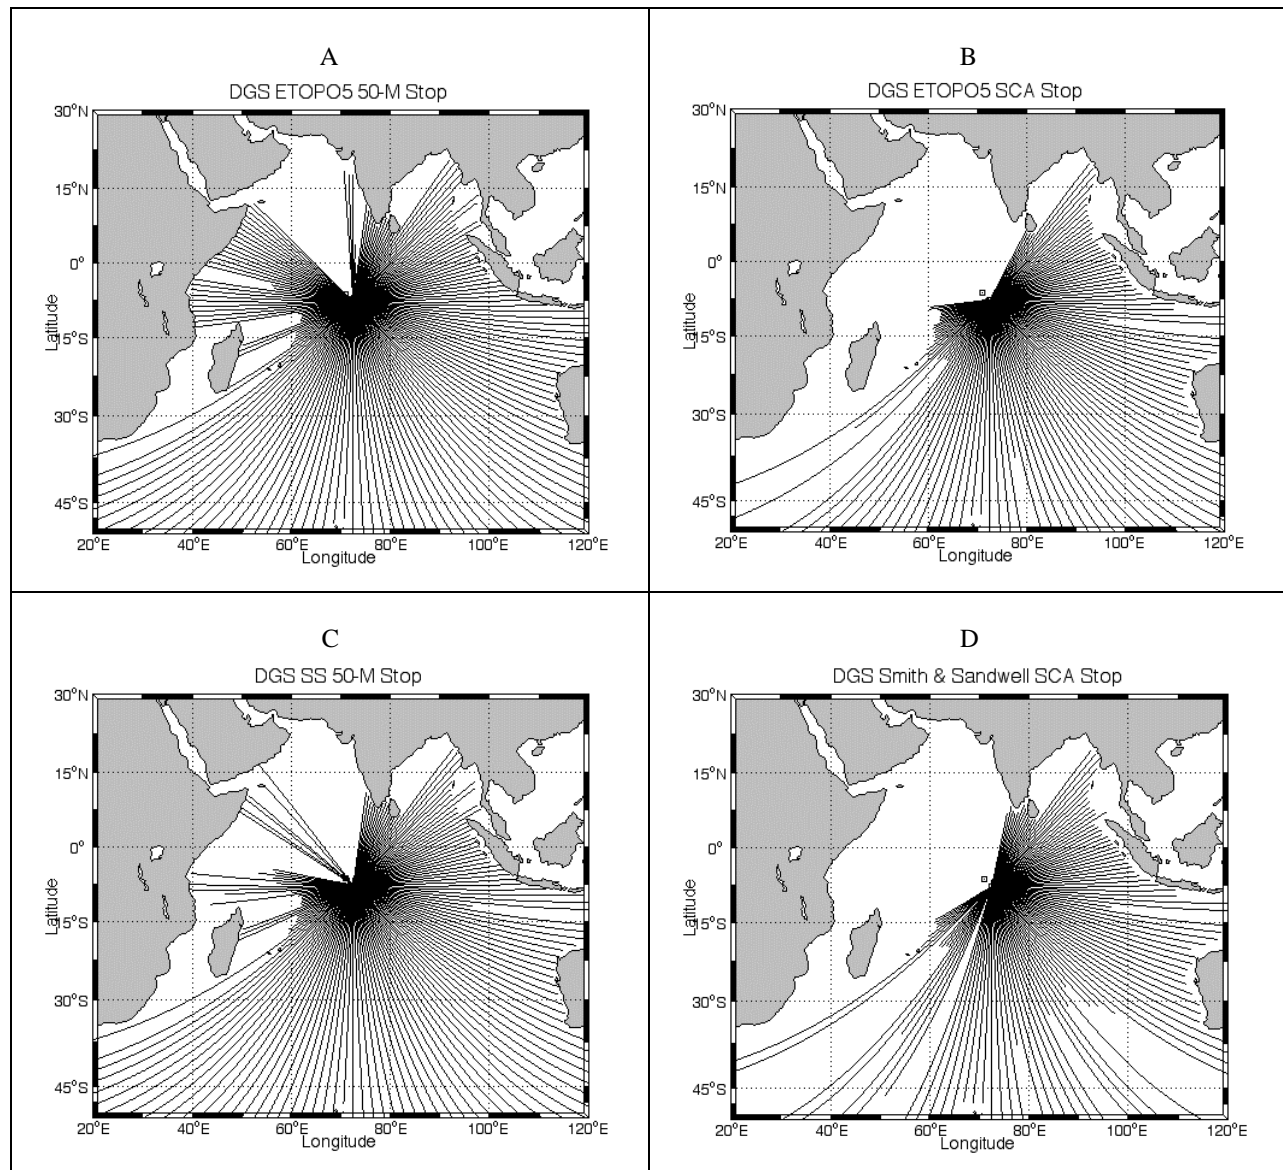 A
DGS ETOPO5 50-M Stop
30°N
15°N
0°
15°S
30°S
45°S
Latitude
20°E 40°E 60°E 80°E 100°E 120°E
Longitude
B
DGS ETOPO5 SCA Stop
30°N
15°N
0°
15°S
30°S
45°S
Latitude
20°E 40°E 60°E 80°E 100°E 120°E
Longitude
C
DGS SS 50-M Stop
30°N
15°N
0°
15°S
30°S
45°S
Latitude
20°E 40°E 60°E 80°E 100°E 120°E
Longitude
D
DGS Smith & Sandwell SCA Stop
30°N
15°N
0°
15°S
30°S
45°S
Latitude
20°E 40°E 60°E 80°E 100°E 120°E
Longitude